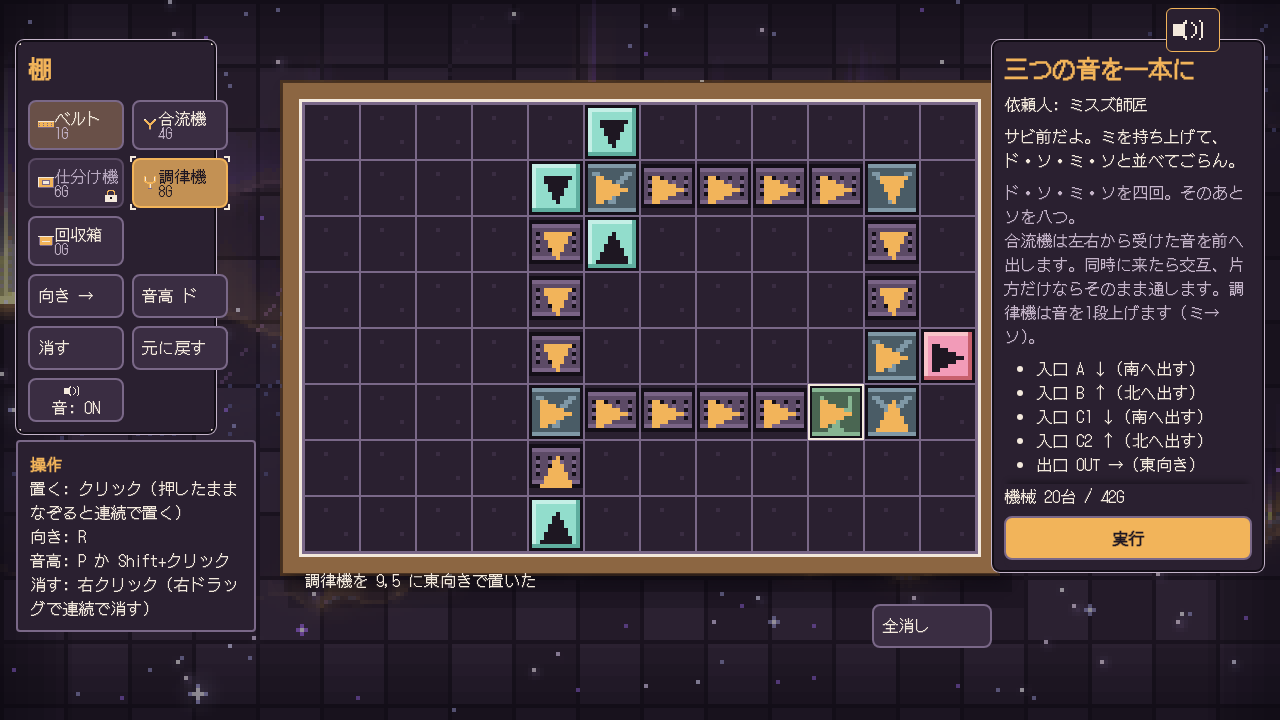 棚
ベルト
1G
合流機
4G
仕分け機
6G
調律機
8G
回収箱
0G
向き →
音高 ド
消す
元に戻す
音: ON
操作
置く: クリック (押したまま
なぞると連続で置く)
向き: R
音高: P か Shift+クリック
消す: 右クリック (右ドラッ
グで連続で消す)
調律機を 9,5 に東向きで置いた
全消し
三つの音を一本に
依頼人: ミスズ師匠
サビ前だよ。ミを持ち上げて、
ド・ソ・ミ・ソと並べてごらん。
ド・ソ・ミ・ソを四回。そのあと
ソを八つ。
合流機は左右から受けた音を前へ
出します。同時に来たら交互、片
方だけならそのまま通します。調
律機は音を1段上げます (ミ→
ソ)。
• 入口 A ↓ (南へ出す)
• 入口 B ↑ (北へ出す)
• 入口 C1 ↓ (南へ出す)
• 入口 C2 ↑ (北へ出す)
• 出口 OUT → (東向き)
機械 20台 / 42G
実行